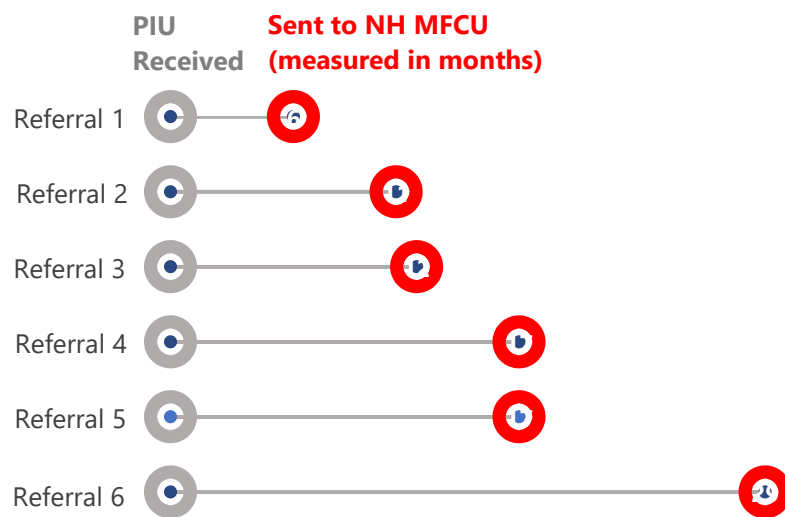 PIU Received
Sent to NH MFCU
(measured in months)
Referral 1
Referral 2
Referral 3
Referral 4
Referral 5
Referral 6